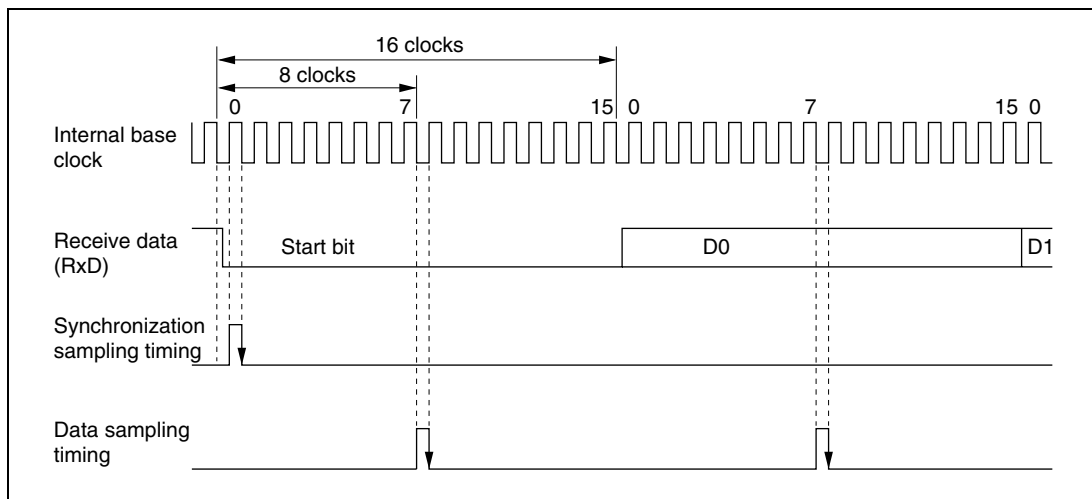 16 clocks
8 clocks
0 7 15 0 7 15 0
Internal base
clock
Receive data
(RxD)
Start bit
D0
D1
Synchronization
sampling timing
Data sampling
timing